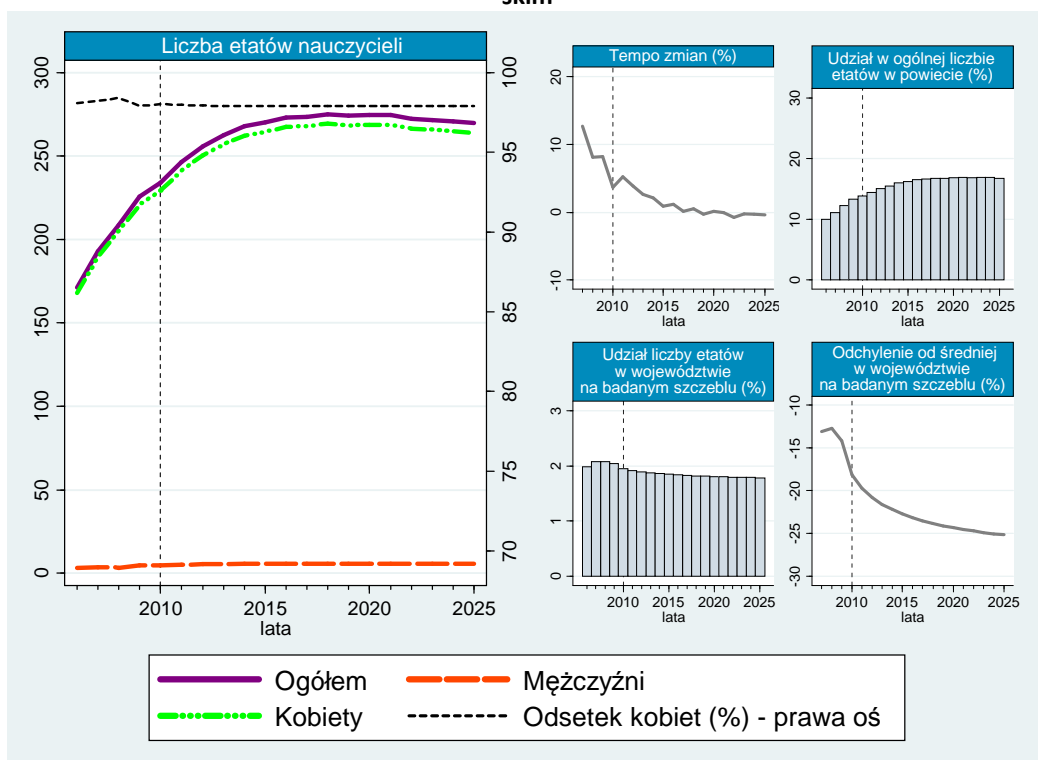 skim
Liczba etatów nauczycieli
300
250
200
150
100
50
0
100
95
90
85
80
75
70
2010
2015
2020
2025
lata
Tempo zmian (%)
20
10
0
-10
2010
2015
2020
2025
lata
Udział w ogólnej liczbie
etatów w powiecie (%)
30
20
10
0
2010
2015
2020
2025
lata
Udział liczby etatów
w województwie
na badanym szczeblu (%)
3
2
1
0
2010
2015
2020
2025
lata
Odchylenie od średniej
w województwie
na badanym szczeblu (%)
-10
-15
-20
-25
-30
2010
2015
2020
2025
lata
Ogółem
Mężczyźni
Kobiety
Odsetek kobiet (%) - prawa oś